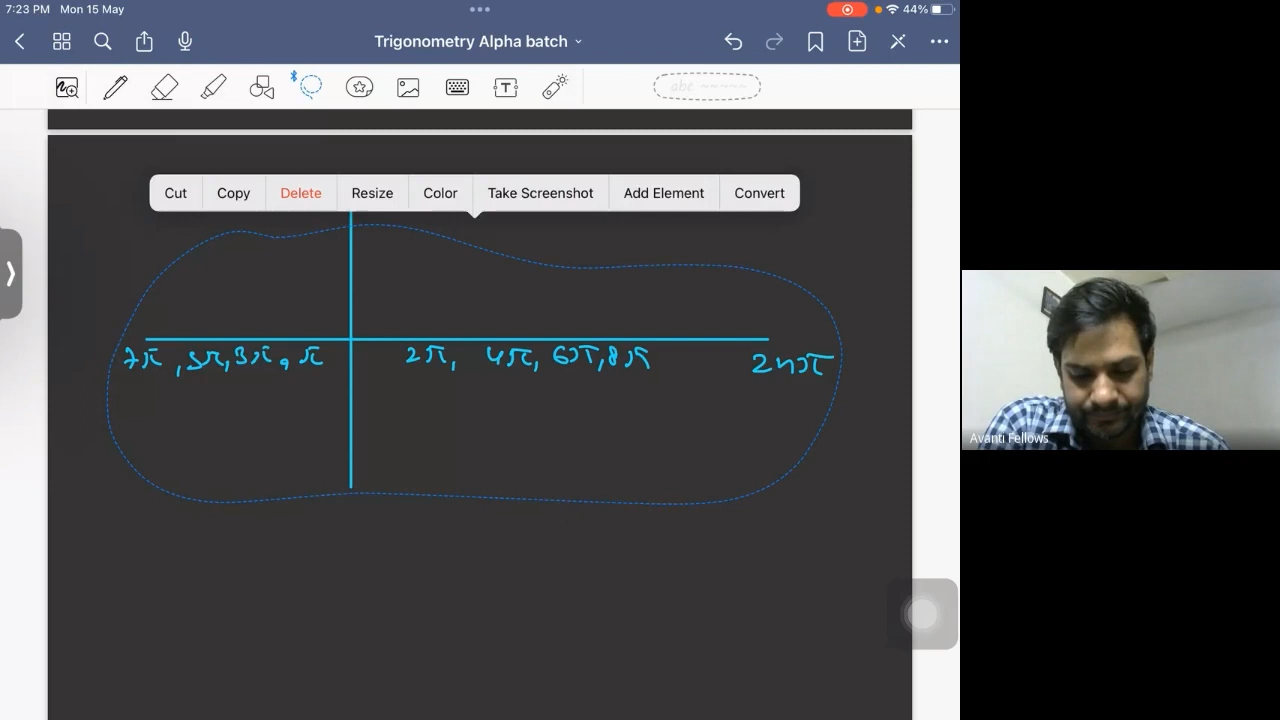 7:23 PM Mon 15 May
44%
Trigonometry Alpha batch
T
Cut Copy Delete Resize Color Take Screenshot Add Element Convert
7π, 5π, 3π, π 2π, 4π, 6π, 8π 2nπ
Avanti Fellows